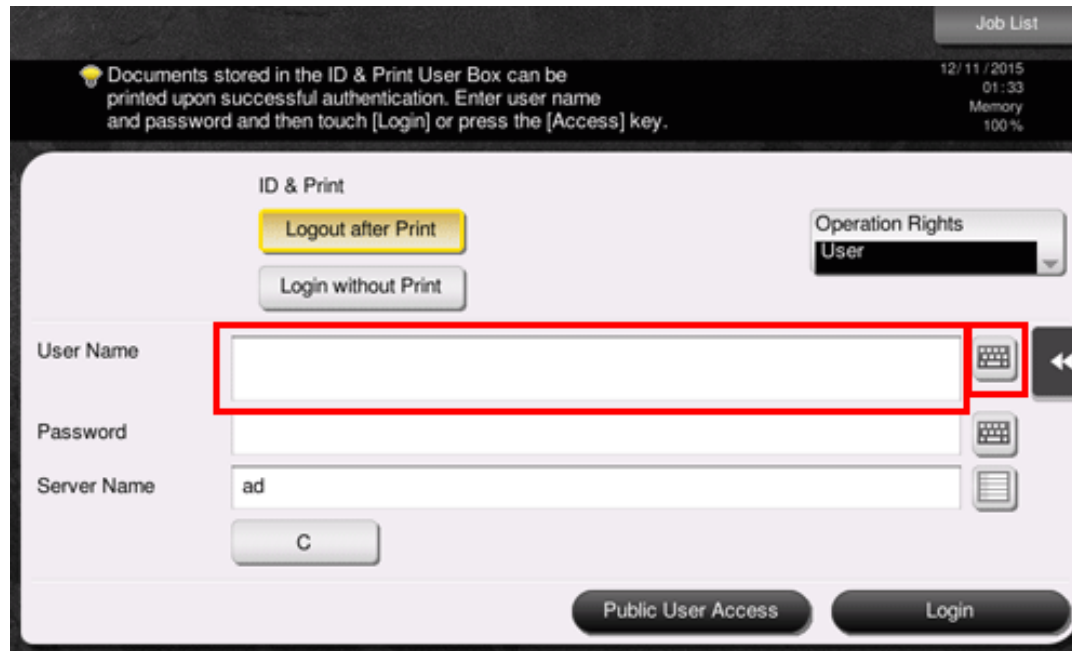 Job List
Documents stored in the ID & Print User Box can be
printed upon successful authentication. Enter user name
and password and then touch [Login] or press the [Access] key.
12/11/2015
01:33
Memory
100%
ID & Print
Logout after Print
Operation Rights
User
Login without Print
User Name
Password
Server Name
ad
C
Public User Access
Login